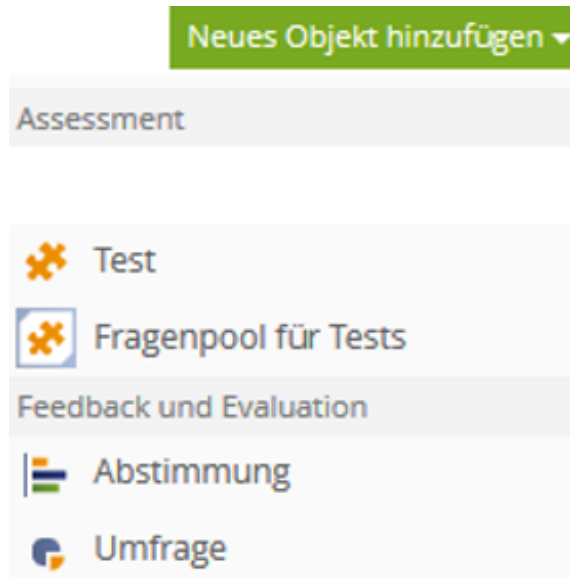 Neues Objekt hinzufügen
Assessment
Test
Fragenpool für Tests
Feedback und Evaluation
Abstimmung
Umfrage